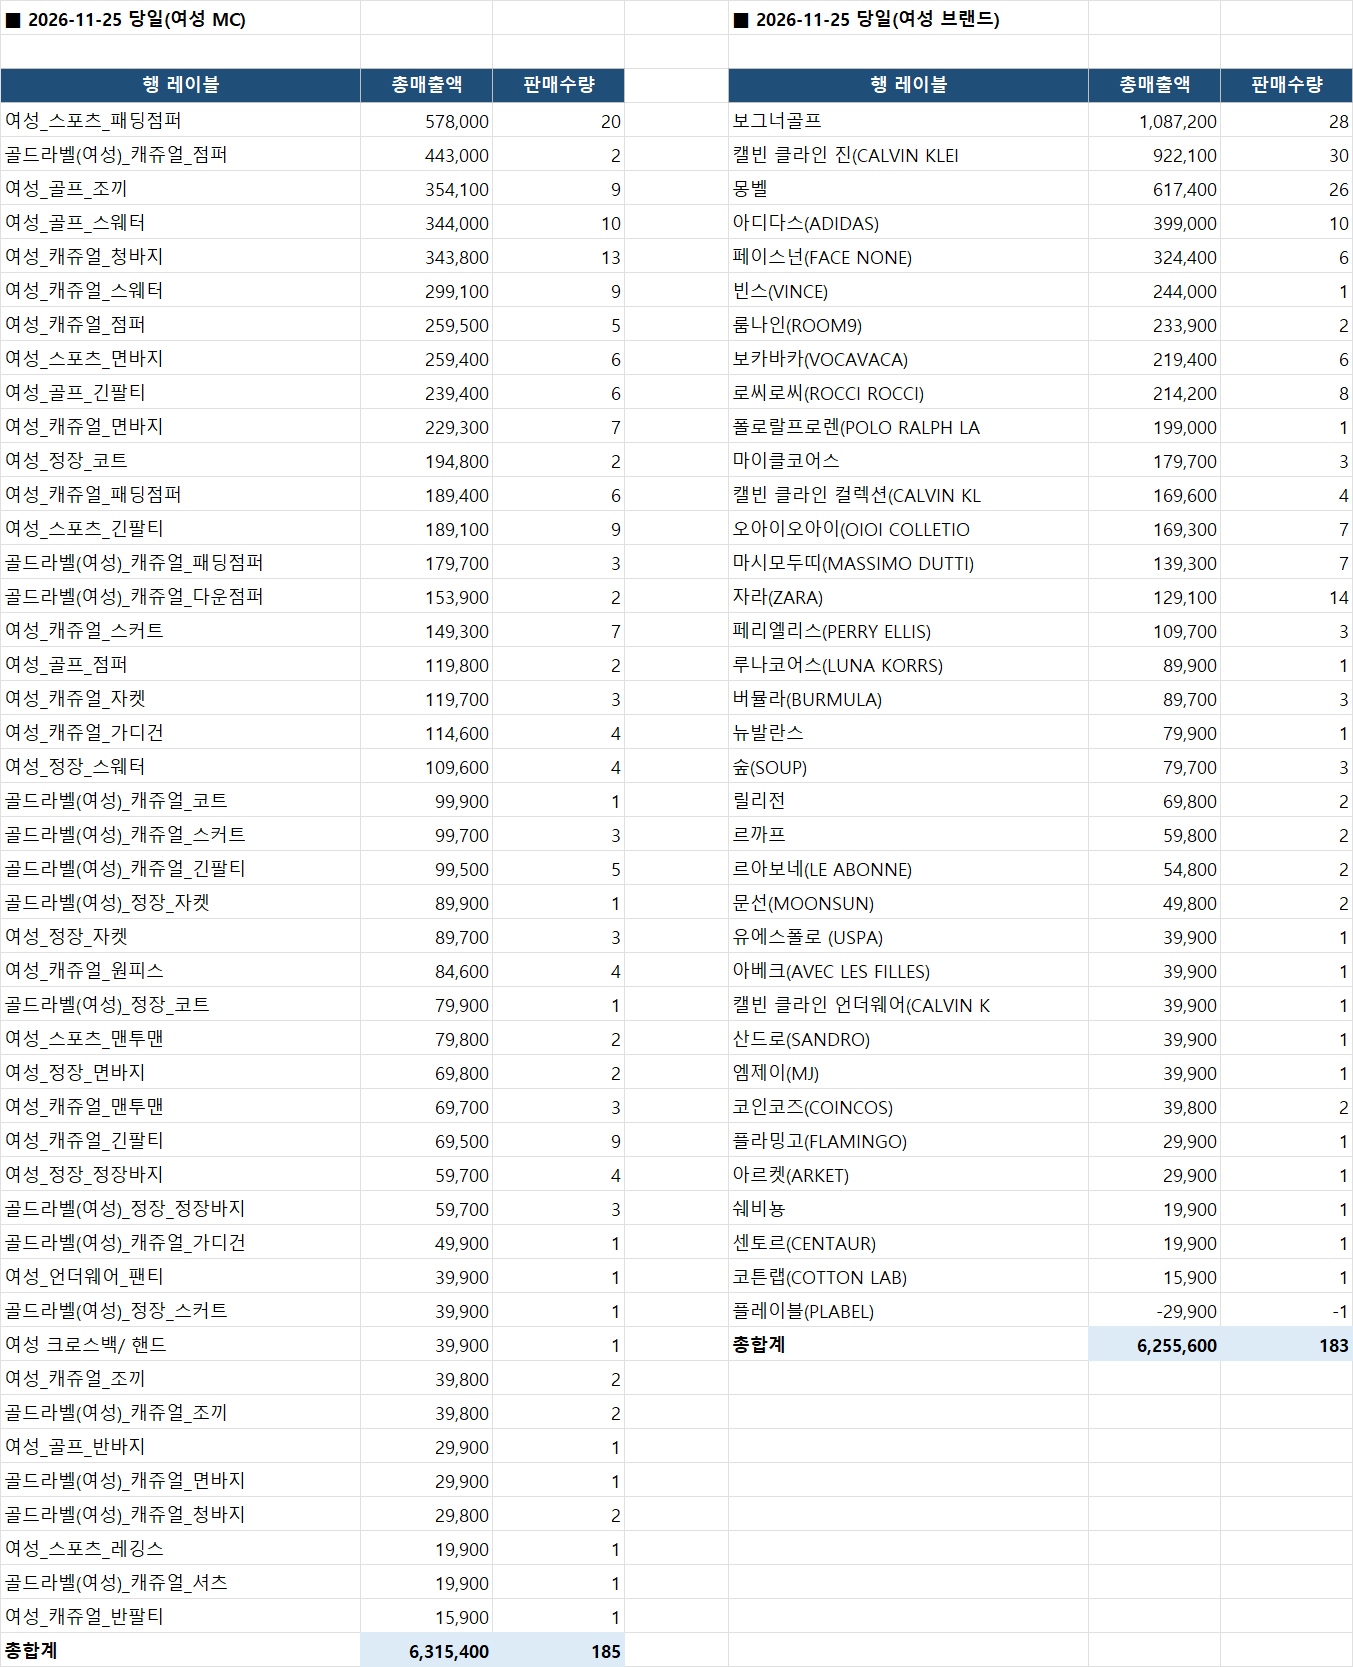 ■ 2026-11-25 당일(여성 MC)
행 레이블 총매출액 판매수량
여성_스포츠_패딩점퍼 578,000 20
골드라벨(여성)_캐쥬얼_점퍼 443,000 2
여성_골프_조끼 354,100 9
여성_골프_스웨터 344,000 10
여성_캐쥬얼_청바지 343,800 13
여성_캐쥬얼_스웨터 299,100 9
여성_캐쥬얼_점퍼 259,500 5
여성_스포츠_면바지 259,400 6
여성_골프_긴팔티 239,400 6
여성_캐쥬얼_면바지 229,300 7
여성_정장_코트 194,800 2
여성_캐쥬얼_패딩점퍼 189,400 6
여성_스포츠_긴팔티 189,100 9
골드라벨(여성)_캐쥬얼_패딩점퍼 179,700 3
골드라벨(여성)_캐쥬얼_다운점퍼 153,900 2
여성_캐쥬얼_스커트 149,300 7
여성_골프_점퍼 119,800 2
여성_캐쥬얼_자켓 119,700 3
여성_캐쥬얼_가디건 114,600 4
여성_정장_스웨터 109,600 4
골드라벨(여성)_캐쥬얼_코트 99,900 1
골드라벨(여성)_캐쥬얼_스커트 99,700 3
골드라벨(여성)_캐쥬얼_긴팔티 99,500 5
골드라벨(여성)_정장_자켓 89,900 1
여성_정장_자켓 89,700 3
여성_캐쥬얼_원피스 84,600 4
골드라벨(여성)_정장_코트 79,900 1
여성_스포츠_맨투맨 79,800 2
여성_정장_면바지 69,800 2
여성_캐쥬얼_맨투맨 69,700 3
여성_캐쥬얼_긴팔티 69,500 9
여성_정장_정장바지 59,700 4
골드라벨(여성)_정장_정장바지 59,700 3
골드라벨(여성)_캐쥬얼_가디건 49,900 1
여성_언더웨어_팬티 39,900 1
골드라벨(여성)_정장_스커트 39,900 1
여성 크로스백/ 핸드 39,900 1
여성_캐쥬얼_조끼 39,800 2
골드라벨(여성)_캐쥬얼_조끼 39,800 2
여성_골프_반바지 29,900 1
골드라벨(여성)_캐쥬얼_면바지 29,900 1
골드라벨(여성)_캐쥬얼_청바지 29,800 2
여성_스포츠_레깅스 19,900 1
골드라벨(여성)_캐쥬얼_셔츠 19,900 1
여성_캐쥬얼_반팔티 15,900 1
총합계 6,315,400 185
■ 2026-11-25 당일(여성 브랜드)
행 레이블 총매출액 판매수량
보그너골프 1,087,200 28
캘빈 클라인 진(CALVIN KLEI 922,100 30
몽벨 617,400 26
아디다스(ADIDAS) 399,000 10
페이스넌(FACE NONE) 324,400 6
빈스(VINCE) 244,000 1
룸나인(ROOM9) 233,900 2
보카바카(VOCAVACA) 219,400 6
로씨로씨(ROCCI ROCCI) 214,200 8
폴로랄프로렌(POLO RALPH LA 199,000 1
마이클코어스 179,700 3
캘빈 클라인 컬렉션(CALVIN KL 169,600 4
오아이오아이(OIOI COLLETIO 169,300 7
마시모두띠(MASSIMO DUTTI) 139,300 7
자라(ZARA) 129,100 14
페리엘리스(PERRY ELLIS) 109,700 3
루나코어스(LUNA KORRS) 89,900 1
버뮬라(BURMULA) 89,700 3
뉴발란스 79,900 1
숲(SOUP) 79,700 3
릴리전 69,800 2
르까프 59,800 2
르아보네(LE ABONNE) 54,800 2
문선(MOONSUN) 49,800 2
유에스폴로 (USPA) 39,900 1
아베크(AVEC LES FILLES) 39,900 1
캘빈 클라인 언더웨어(CALVIN K 39,900 1
산드로(SANDRO) 39,900 1
엠제이(MJ) 39,900 1
코인코즈(COINCOS) 39,800 2
플라밍고(FLAMINGO) 29,900 1
아르켓(ARKET) 29,900 1
쉐비뇽 19,900 1
센토르(CENTAUR) 19,900 1
코튼랩(COTTON LAB) 15,900 1
플레이블(PLABEL) -29,900 -1
총합계 6,255,600 183